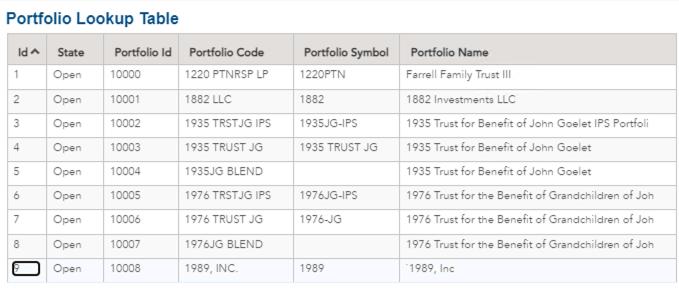 Portfolio Lookup Table
Id State Portfolio Id Portfolio Code Portfolio Symbol Portfolio Name
1 Open 10000 1220 PTNRSP LP 1220PTN Farrell Family Trust III
2 Open 10001 1882 LLC 1882 1882 Investments LLC
3 Open 10002 1935 TRSTJG IPS 1935JG-IPS 1935 Trust for Benefit of John Goelet IPS Portfoli
4 Open 10003 1935 TRUST JG 1935 TRUST JG 1935 Trust for Benefit of John Goelet
5 Open 10004 1935JG BLEND 1935 Trust for Benefit of John Goelet
6 Open 10005 1976 TRSTJG IPS 1976JG-IPS 1976 Trust for the Benefit of Grandchildren of Joh
7 Open 10006 1976 TRUST JG 1976-JG 1976 Trust for the Benefit of Grandchildren of Joh
8 Open 10007 1976JG BLEND 1976 Trust for the Benefit of Grandchildren of Joh
9 Open 10008 1989, INC. 1989 `1989, Inc